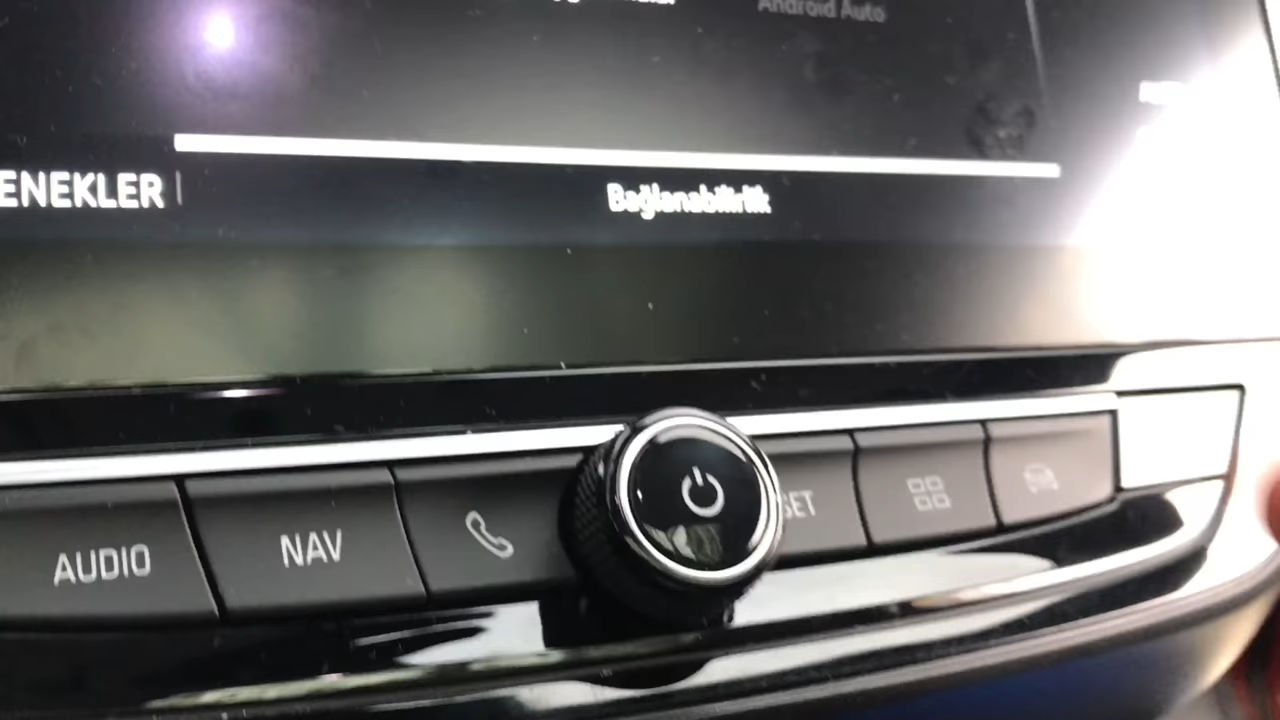 Android Auto
ENEKLER
Bağlanabilirlik
AUDIO
NAV
SET